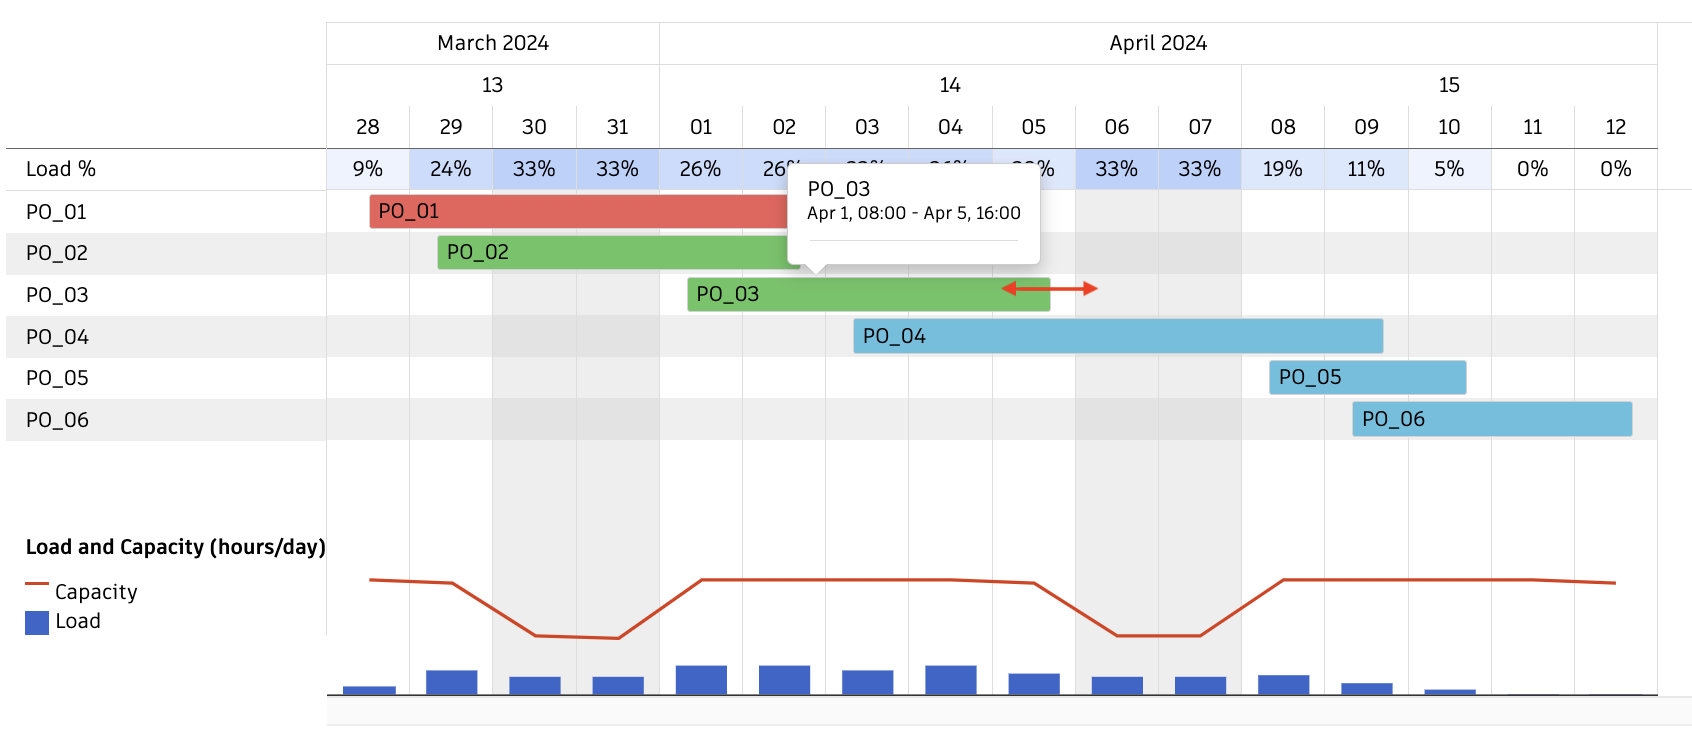 March 2024 April 2024
13 14 15
28 29 30 31 01 02 03 04 05 06 07 08 09 10 11 12
Load % 9% 24% 33% 33% 26% 33% 33% 19% 11% 5% 0% 0%
PO_03
Apr 1, 08:00 - Apr 5, 16:00
PO_01 PO_01
PO_02 PO_02
PO_03 PO_03
PO_04 PO_04
PO_05 PO_05
PO_06 PO_06
Load and Capacity (hours/day)
Capacity
Load